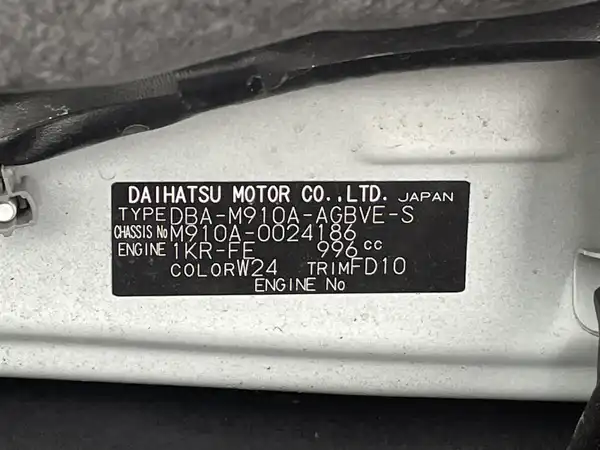 DAIHATSU MOTOR CO.,LTD. JAPAN
TYPE DBA-M910A-AGBVE-S
CHASSIS No M910A-0024186
ENGINE 1KR-FE 996cc
COLOR W24 TRIM FD10
ENGINE No